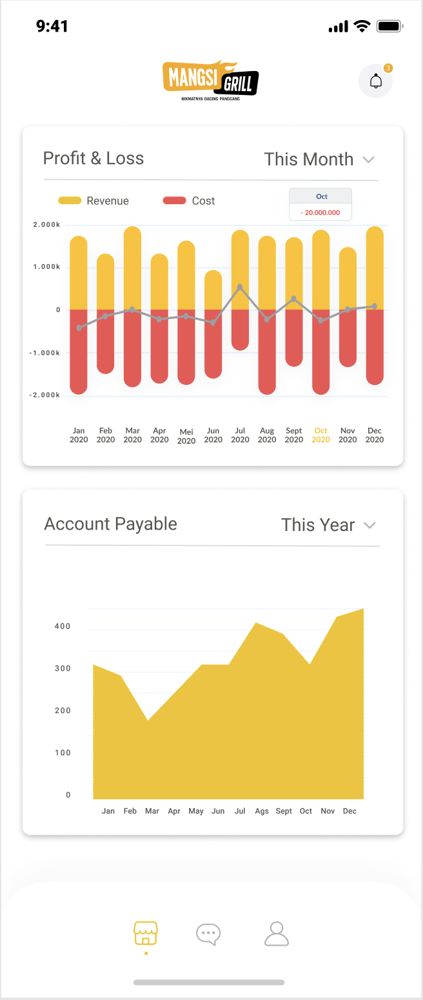 9:41
MANGSI
GRILL
NIKMATNYA DAGING PANGGANG
3
Profit & Loss
This Month
Revenue
Cost
Oct
- 20.000.000
2.000k
1.000k
0
-1.000k
-2.000k
Jan Feb Mar Apr Mei Jun Jul Aug Sept Oct Nov Dec
2020 2020 2020 2020 2020 2020 2020 2020 2020 2020 2020 2020
Account Payable
This Year
400
300
200
100
0
Jan Feb Mar Apr May Jun Jul Ags Sept Oct Nov Dec